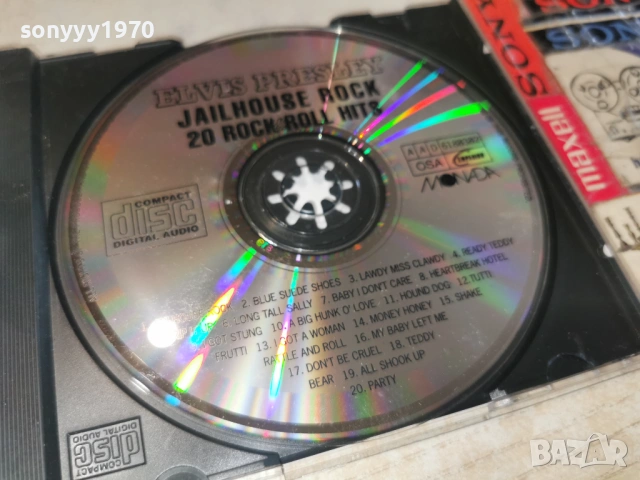 sonyyy1970
ELVIS PRESLEY
JAILHOUSE ROCK
20 ROCK'ROLL HITS
A A D
OSA
MONADA
COMPACT
disc
DIGITAL AUDIO
2. BLUE SUEDE SHOES 3. LAWDY MISS CLAWDY 4. READY TEDDY
LONG TALL SALLY 7. BABY I DON'T CARE 8. HEARTBREAK HOTEL
STUNG 10. A BIG HUNK O' LOVE 11. HOUND DOG 12. TUTTI
FRUTTI 13. I GOT A WOMAN 14. MONEY HONEY 15. SHAKE
RATTLE AND ROLL 16. MY BABY LEFT ME
17. DON'T BE CRUEL 18. TEDDY
BEAR 19. ALL SHOOK UP
20. PARTY
COMPACT
disc
DIGITAL AUDIO
SONY
maxell
BAZAR